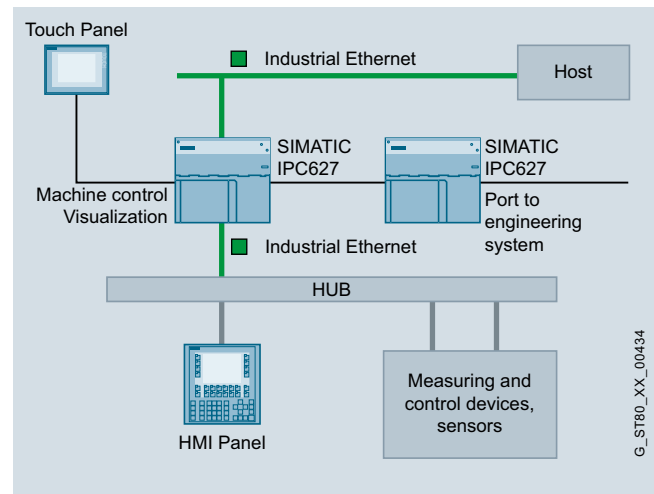 Touch Panel
Industrial Ethernet
Host
SIMATIC
IPC627
SIMATIC
IPC627
Machine control
Visualization
Port to
engineering
system
Industrial Ethernet
HUB
HMI Panel
Measuring and
control devices,
sensors
G_ST80_XX_00434